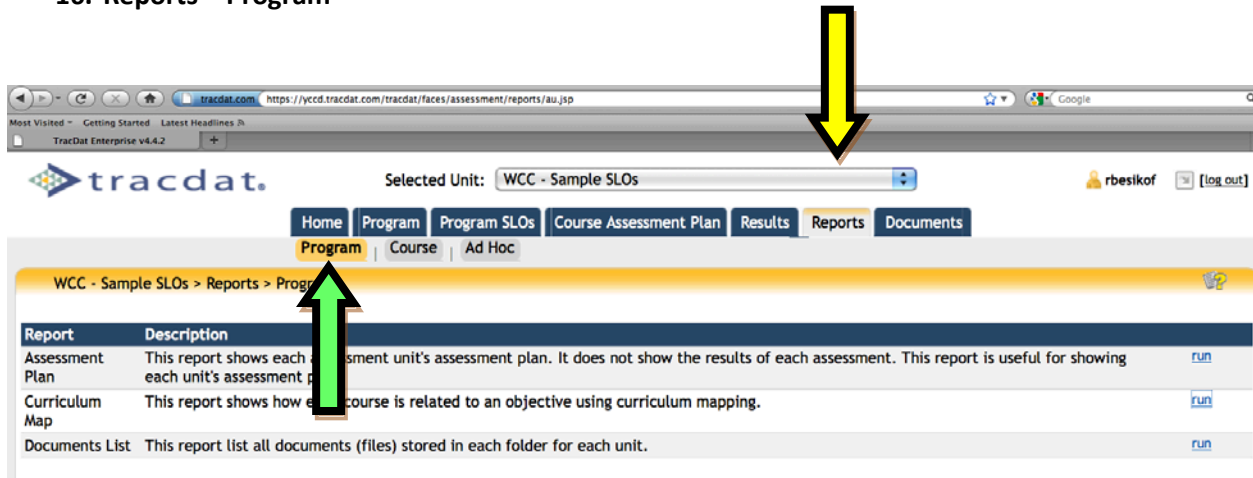 Reports – Program
tracdat.com https://yccd.tracdat.com/tracdat/faces/assessment/reports/au.jsp Google
Most Visited Getting Started Latest Headlines
TracDat Enterprise v4.4.2 +
tracdat. Selected Unit: WCC - Sample SLOs rbesikof [log out]
Home Program Program SLOs Course Assessment Plan Results Reports Documents
Program | Course | Ad Hoc
WCC - Sample SLOs > Reports > Program
Report Description
Assessment Plan This report shows each assessment unit's assessment plan. It does not show the results of each assessment. This report is useful for showing run
each unit's assessment
Curriculum Map This report shows how each course is related to an objective using curriculum mapping. run
Documents List This report list all documents (files) stored in each folder for each unit. run